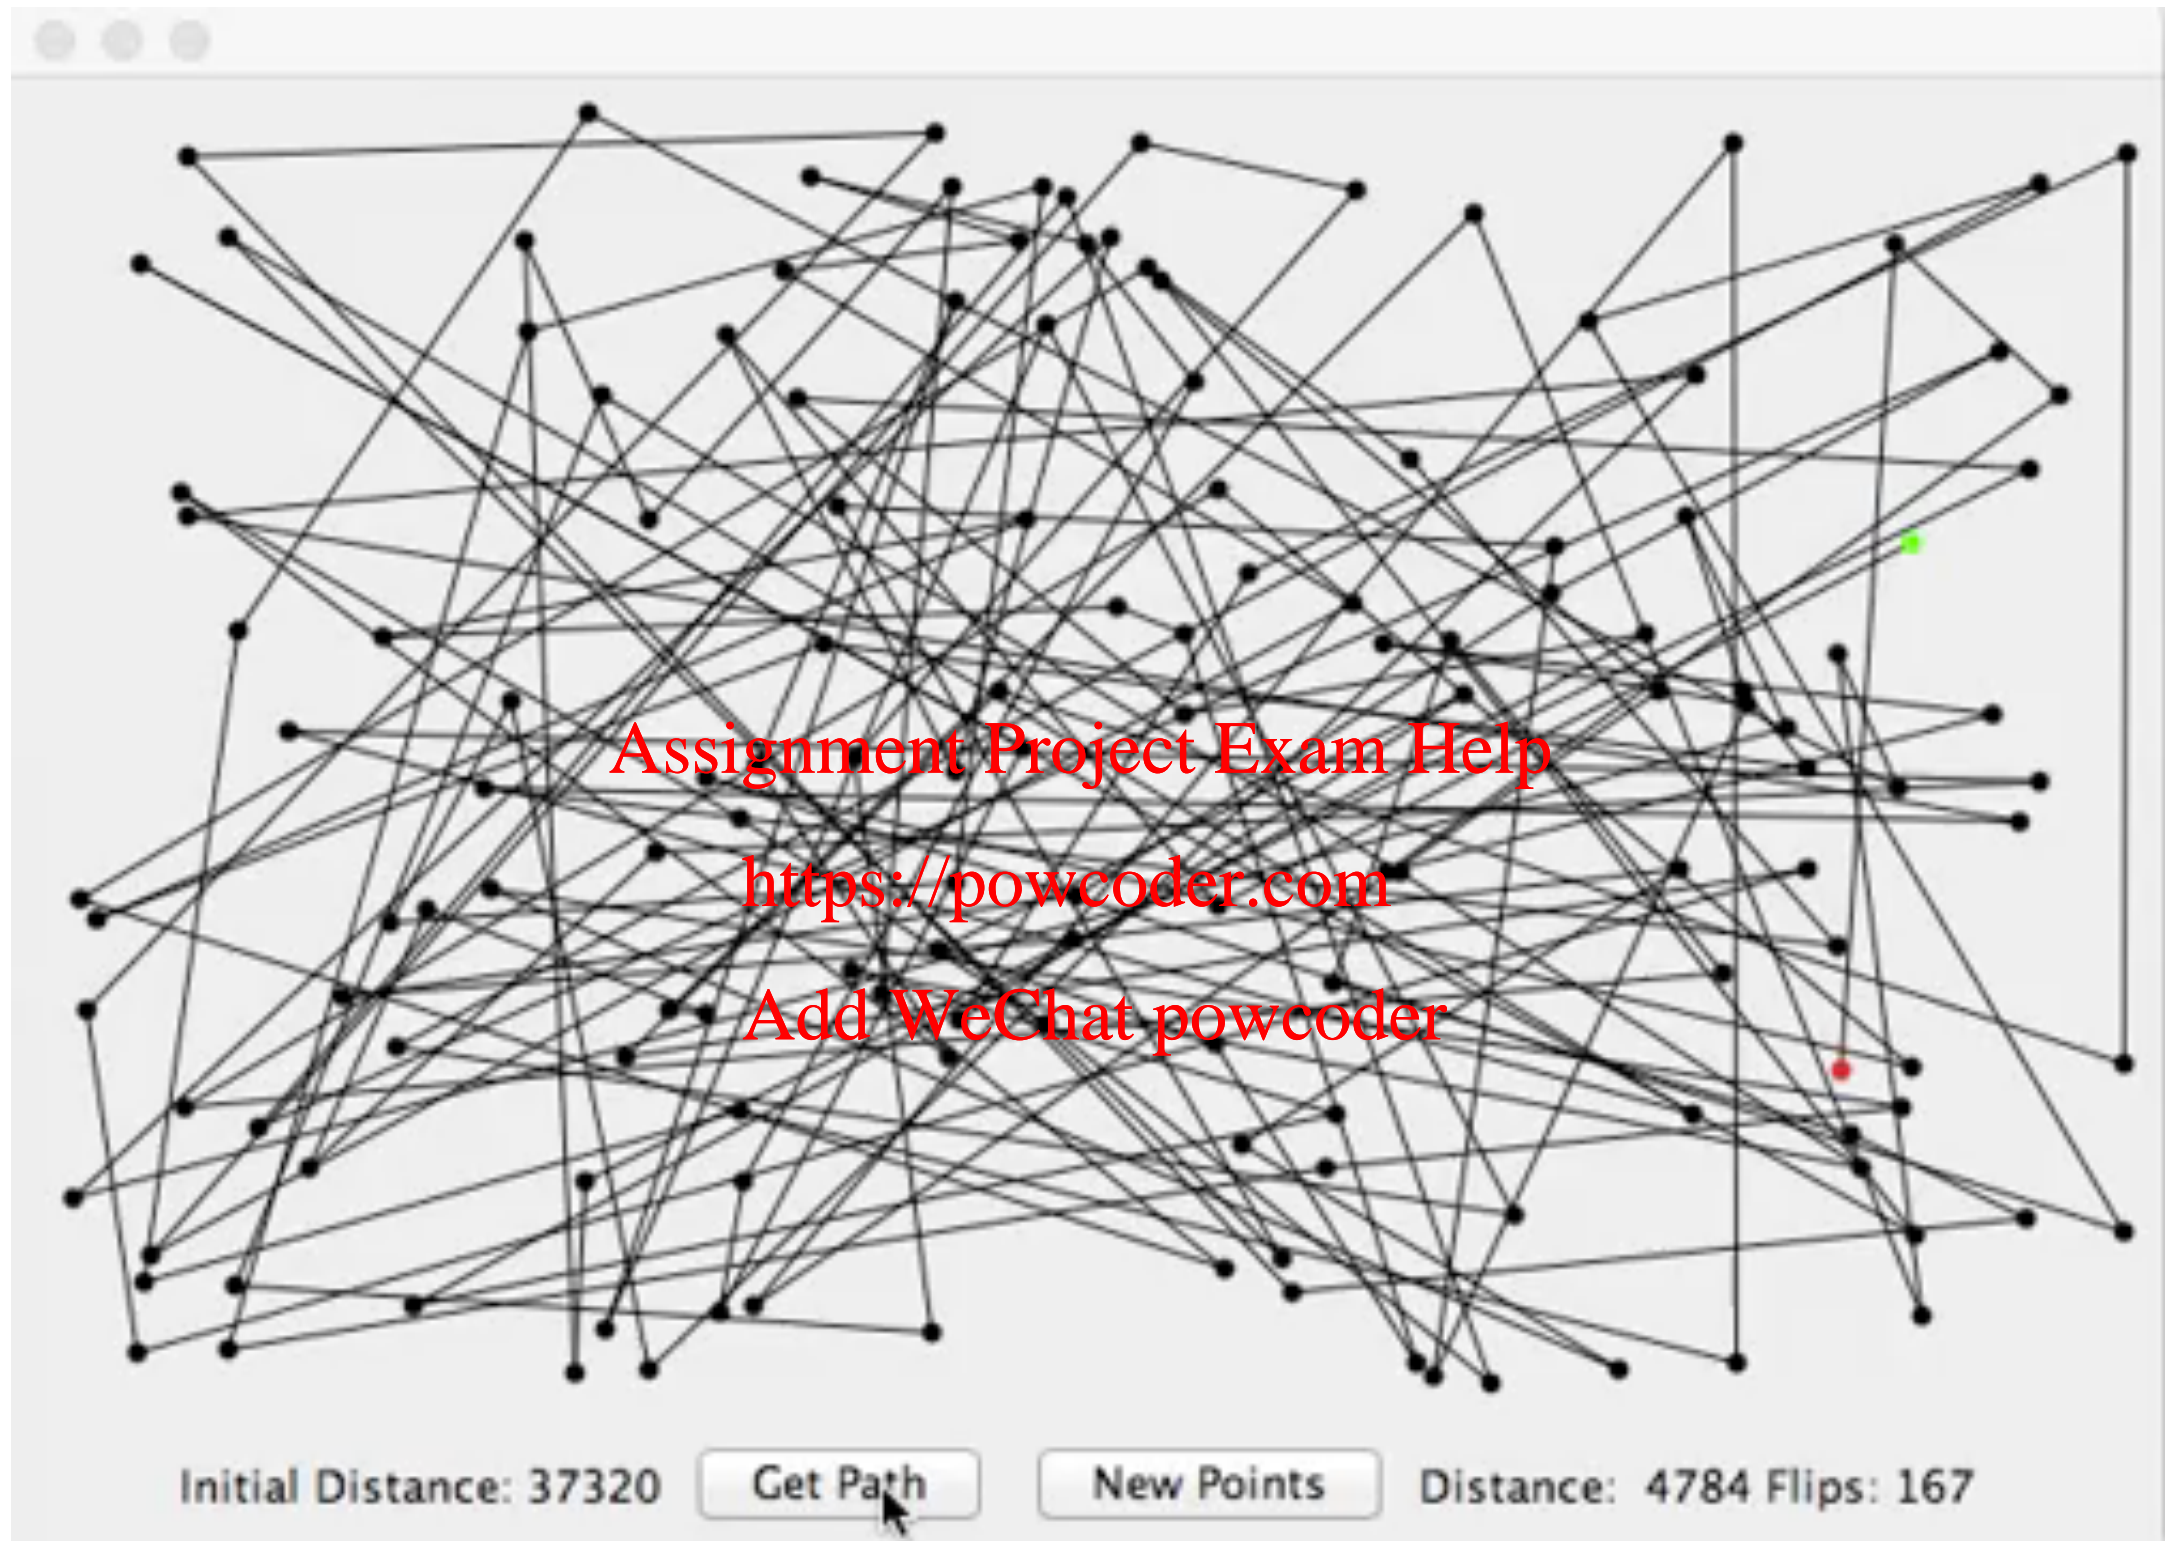 Assignment Project Exam Help
https://powcoder.com
Add WeChat powcoder
Initial Distance: 37320 Get Path New Points Distance: 4784 Flips: 167